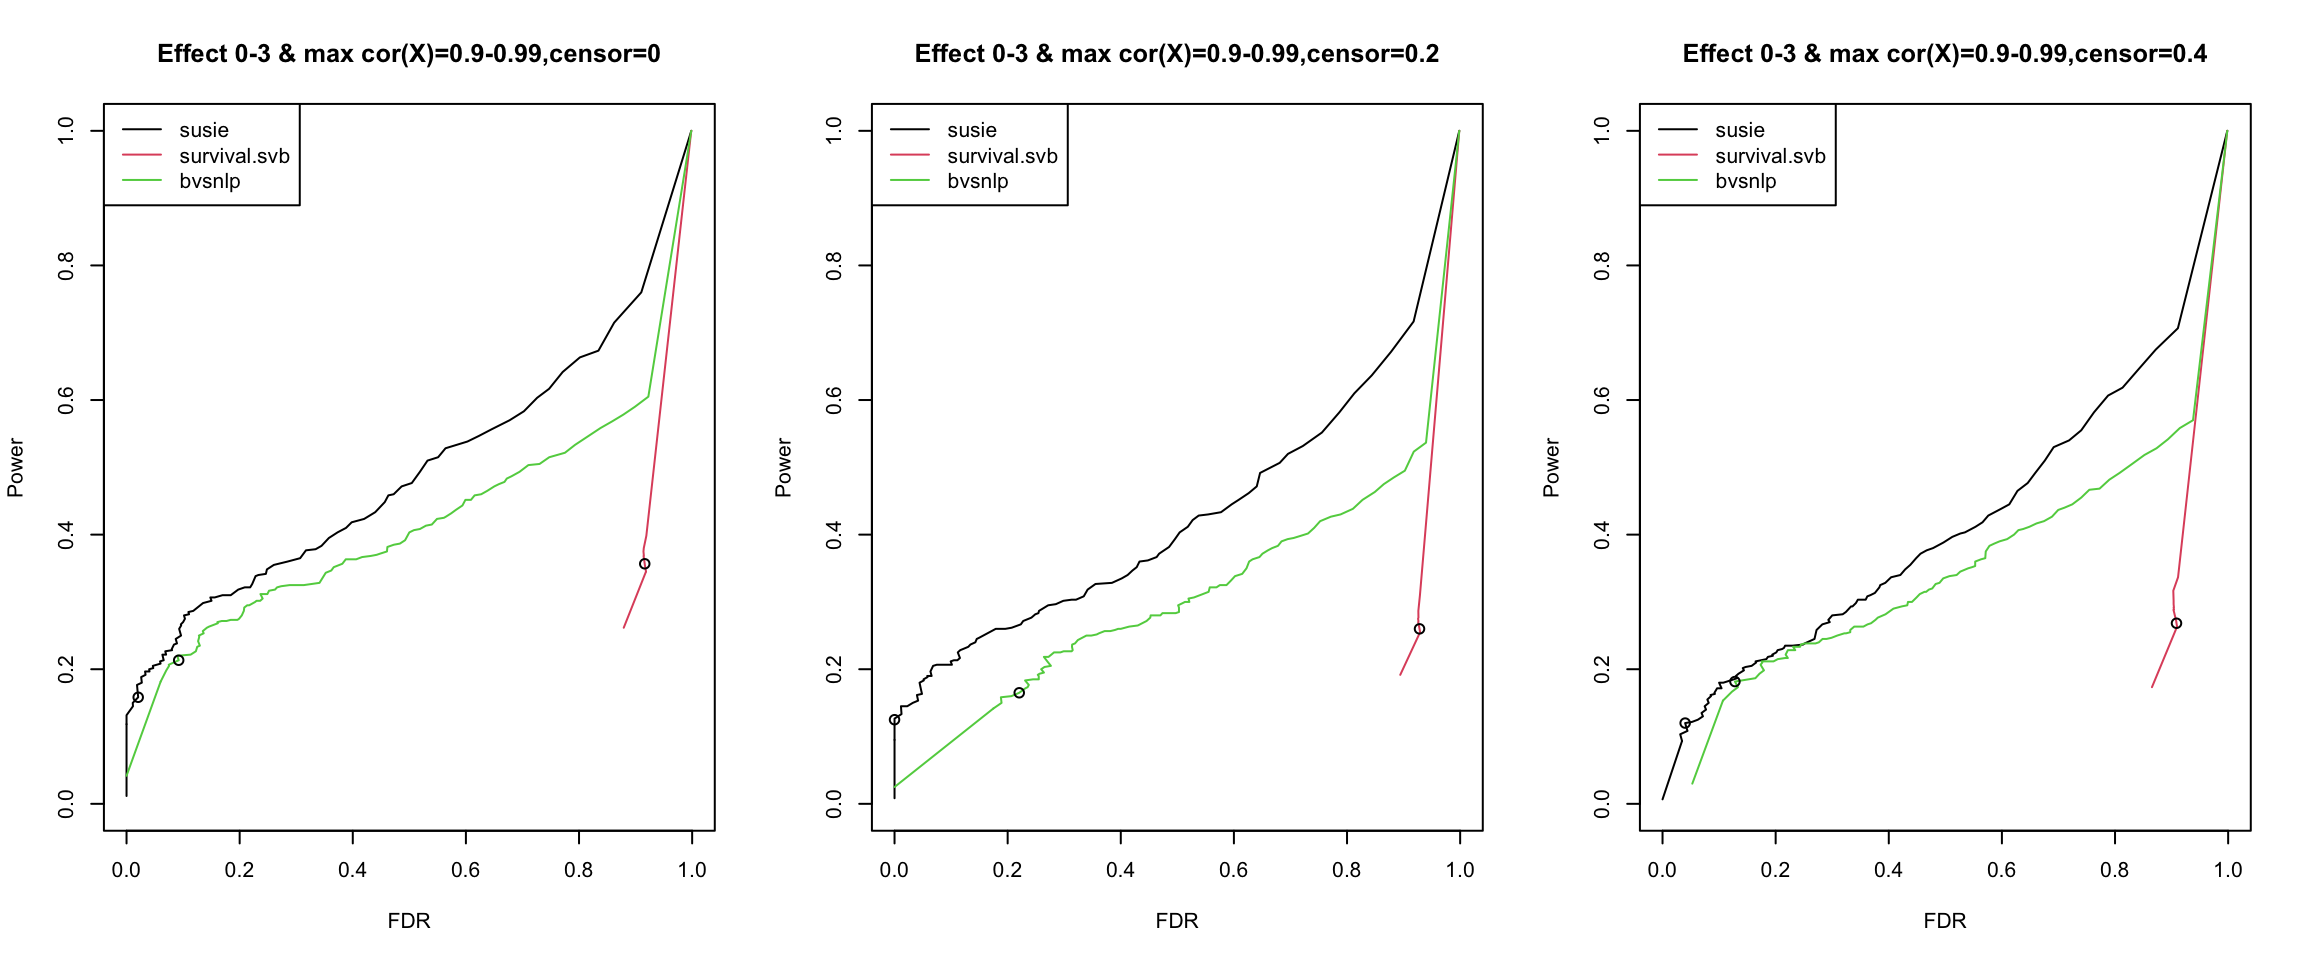 Effect 0-3 & max cor(X)=0.9-0.99,censor=0
susie
survival.svb
bvsnlp
Power
1.0
0.8
0.6
0.4
0.2
0.0
0.0 0.2 0.4 0.6 0.8 1.0
FDR
Effect 0-3 & max cor(X)=0.9-0.99,censor=0.2
susie
survival.svb
bvsnlp
Power
1.0
0.8
0.6
0.4
0.2
0.0
0.0 0.2 0.4 0.6 0.8 1.0
FDR
Effect 0-3 & max cor(X)=0.9-0.99,censor=0.4
susie
survival.svb
bvsnlp
Power
1.0
0.8
0.6
0.4
0.2
0.0
0.0 0.2 0.4 0.6 0.8 1.0
FDR